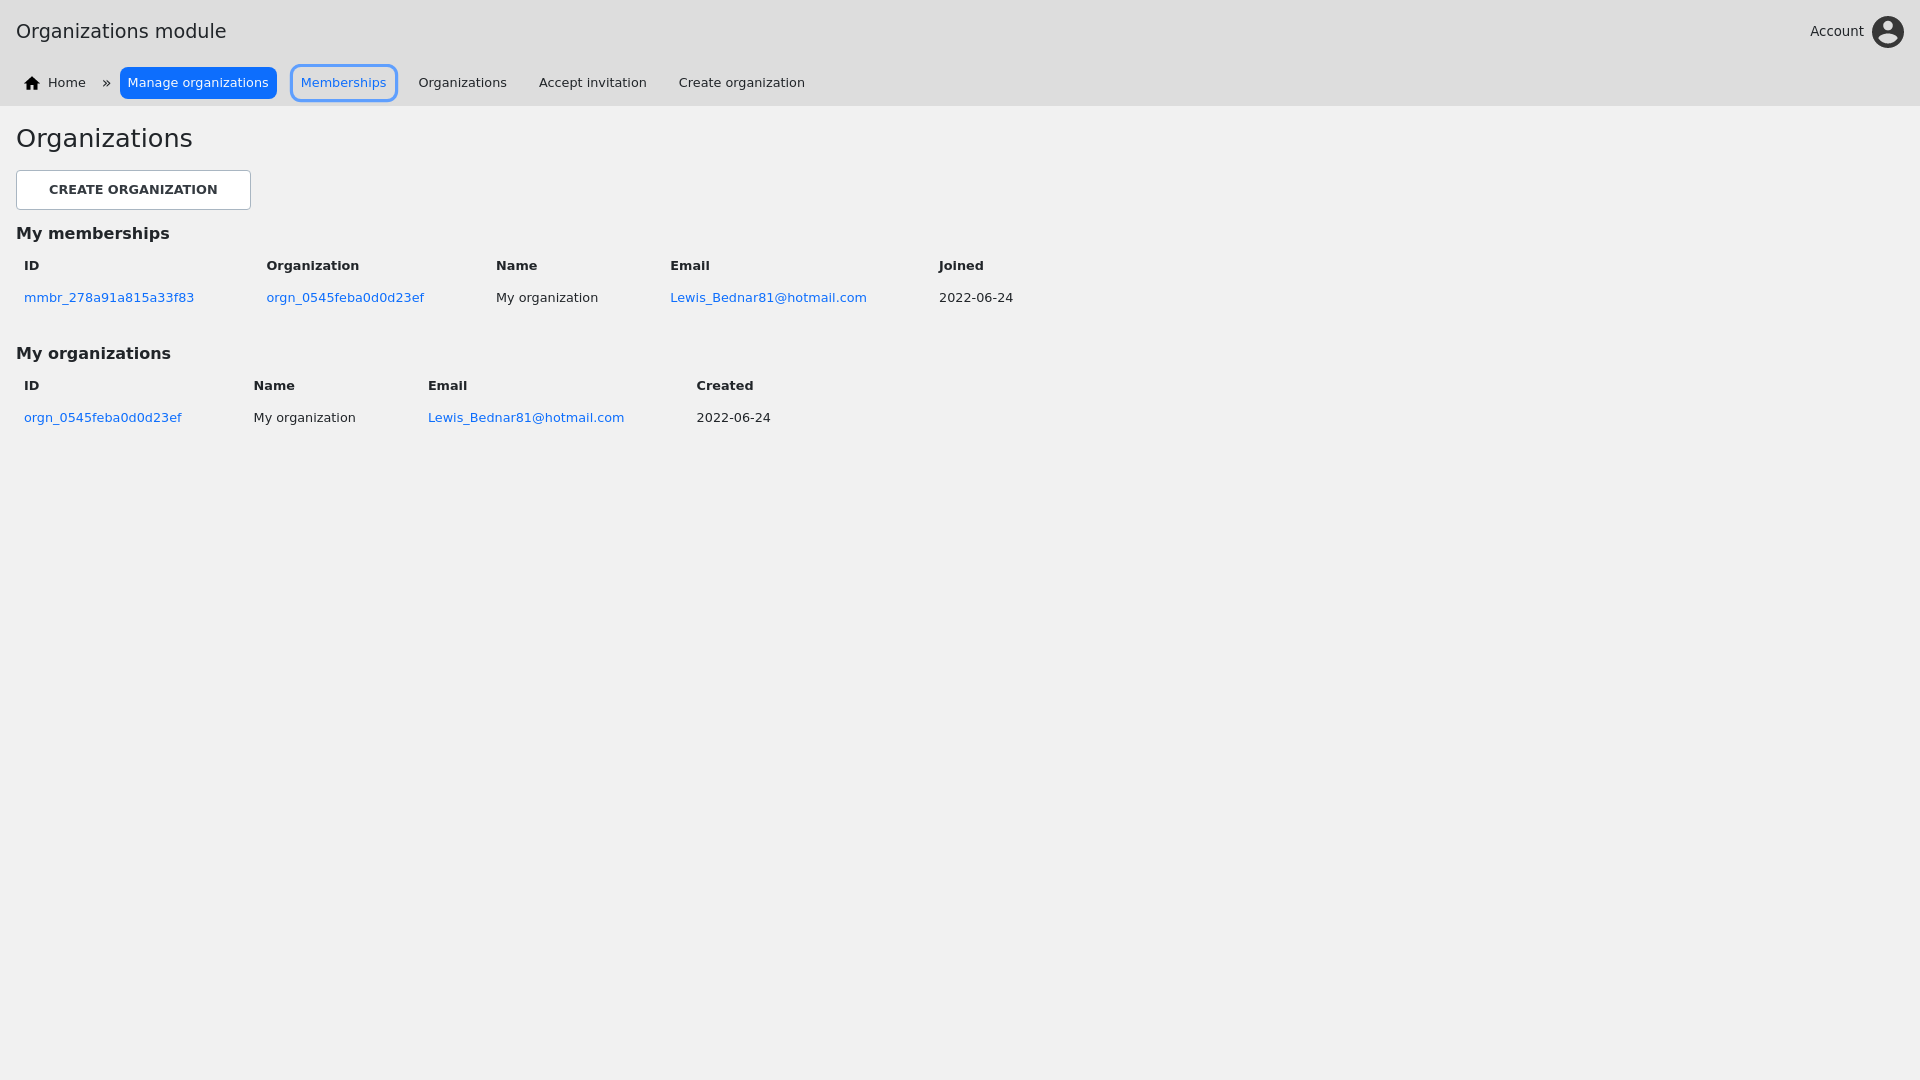 Organizations module
Account
Home » Manage organizations Memberships Organizations Accept invitation Create organization
Organizations
CREATE ORGANIZATION
My memberships
ID Organization Name Email Joined
mmbr_278a91a815a33f83 orgn_0545feba0d0d23ef My organization Lewis_Bednar81@hotmail.com 2022-06-24
My organizations
ID Name Email Created
orgn_0545feba0d0d23ef My organization Lewis_Bednar81@hotmail.com 2022-06-24